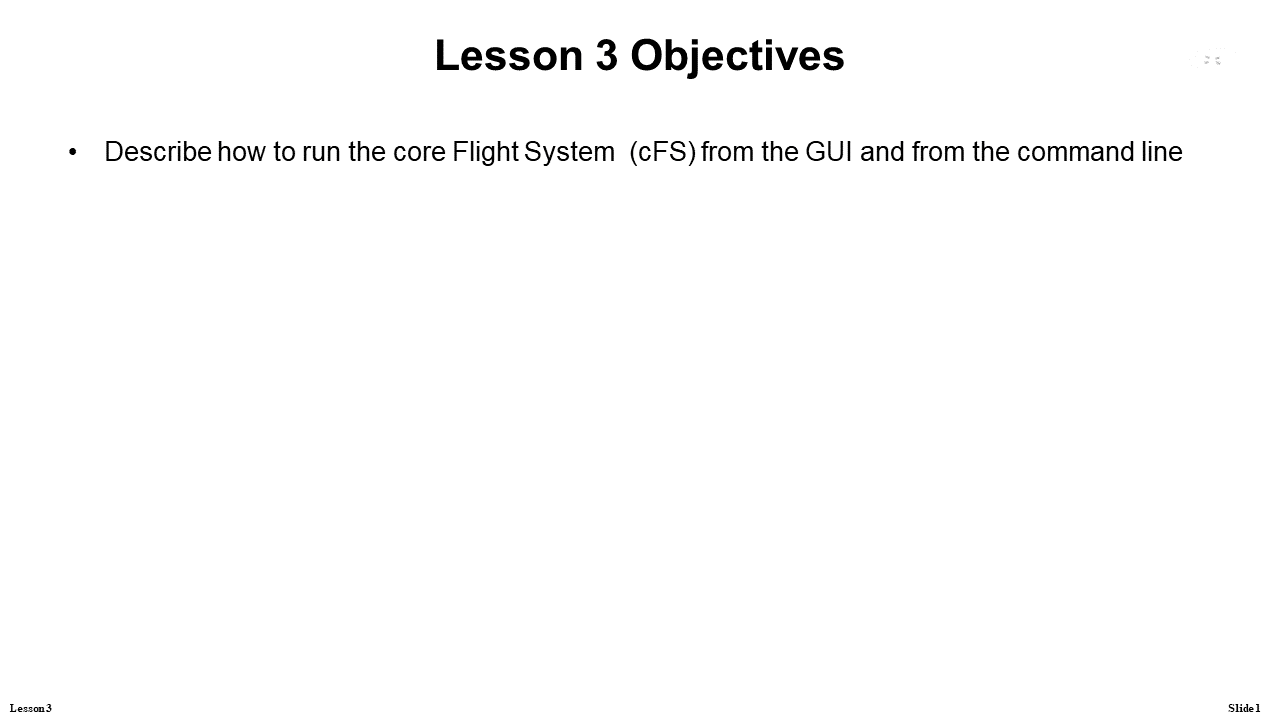 Lesson 3 Objectives
• Describe how to run the core Flight System  (cFS) from the GUI and from the command line
Lesson 3
Slide 1